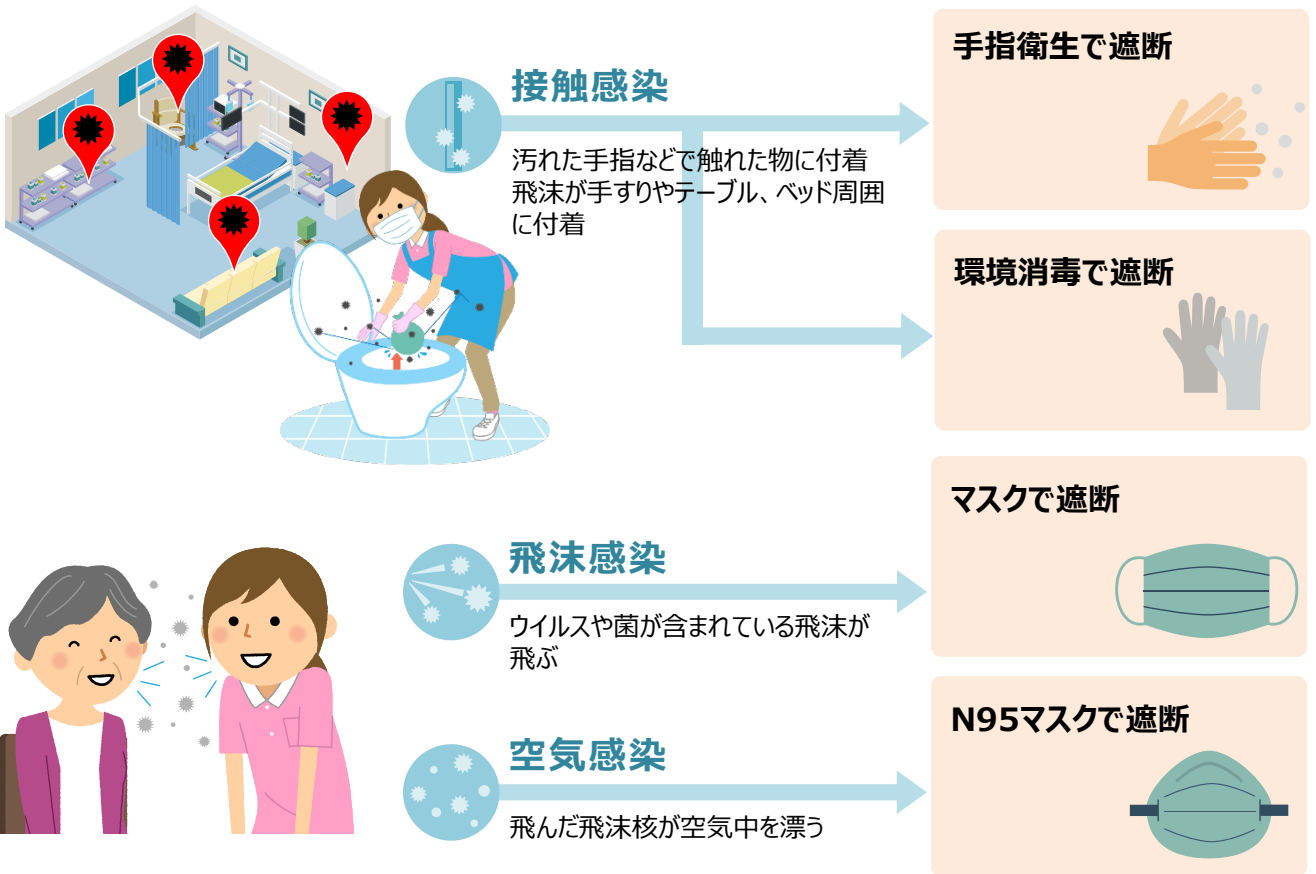 接触感染
汚れた手指などで触れた物に付着
飛沫が手すりやテーブル、ベッド周囲
に付着
手指衛生で遮断
環境消毒で遮断
飛沫感染
ウイルスや菌が含まれている飛沫が
飛ぶ
マスクで遮断
空気感染
飛んだ飛沫核が空気中を漂う
N95マスクで遮断